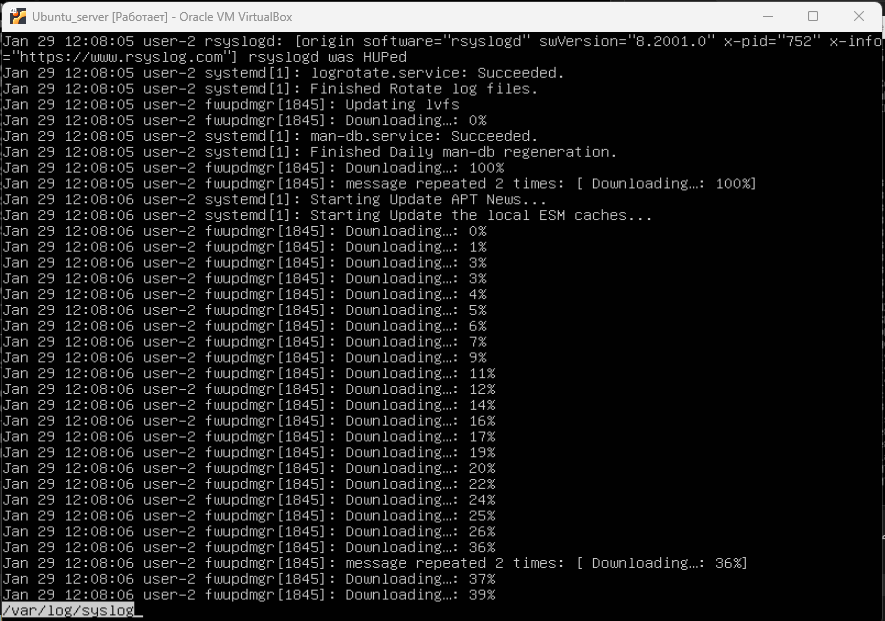 Ubuntu_server [Работает] - Oracle VM VirtualBox
Jan 29 12:08:05 user-2 rsyslogd: [origin software="rsyslogd" swVersion="8.2001.0" x-pid="752" x-info
="https://www.rsyslog.com"] rsyslogd was HUPed
Jan 29 12:08:05 user-2 systemd[1]: logrotate.service: Succeeded.
Jan 29 12:08:05 user-2 systemd[1]: Finished Rotate log files.
Jan 29 12:08:05 user-2 fwupdmgr[1845]: Updating lvfs
Jan 29 12:08:05 user-2 fwupdmgr[1845]: Downloading…: 0%
Jan 29 12:08:05 user-2 systemd[1]: man-db.service: Succeeded.
Jan 29 12:08:05 user-2 systemd[1]: Finished Daily man-db regeneration.
Jan 29 12:08:05 user-2 fwupdmgr[1845]: Downloading…: 100%
Jan 29 12:08:05 user-2 fwupdmgr[1845]: message repeated 2 times: [ Downloading…: 100%]
Jan 29 12:08:06 user-2 systemd[1]: Starting Update APT News...
Jan 29 12:08:06 user-2 systemd[1]: Starting Update the local ESM caches...
Jan 29 12:08:06 user-2 fwupdmgr[1845]: Downloading…: 0%
Jan 29 12:08:06 user-2 fwupdmgr[1845]: Downloading…: 1%
Jan 29 12:08:06 user-2 fwupdmgr[1845]: Downloading…: 3%
Jan 29 12:08:06 user-2 fwupdmgr[1845]: Downloading…: 3%
Jan 29 12:08:06 user-2 fwupdmgr[1845]: Downloading…: 4%
Jan 29 12:08:06 user-2 fwupdmgr[1845]: Downloading…: 5%
Jan 29 12:08:06 user-2 fwupdmgr[1845]: Downloading…: 6%
Jan 29 12:08:06 user-2 fwupdmgr[1845]: Downloading…: 7%
Jan 29 12:08:06 user-2 fwupdmgr[1845]: Downloading…: 9%
Jan 29 12:08:06 user-2 fwupdmgr[1845]: Downloading…: 11%
Jan 29 12:08:06 user-2 fwupdmgr[1845]: Downloading…: 12%
Jan 29 12:08:06 user-2 fwupdmgr[1845]: Downloading…: 14%
Jan 29 12:08:06 user-2 fwupdmgr[1845]: Downloading…: 16%
Jan 29 12:08:06 user-2 fwupdmgr[1845]: Downloading…: 17%
Jan 29 12:08:06 user-2 fwupdmgr[1845]: Downloading…: 19%
Jan 29 12:08:06 user-2 fwupdmgr[1845]: Downloading…: 20%
Jan 29 12:08:06 user-2 fwupdmgr[1845]: Downloading…: 22%
Jan 29 12:08:06 user-2 fwupdmgr[1845]: Downloading…: 24%
Jan 29 12:08:06 user-2 fwupdmgr[1845]: Downloading…: 25%
Jan 29 12:08:06 user-2 fwupdmgr[1845]: Downloading…: 26%
Jan 29 12:08:06 user-2 fwupdmgr[1845]: Downloading…: 36%
Jan 29 12:08:06 user-2 fwupdmgr[1845]: message repeated 2 times: [ Downloading…: 36%]
Jan 29 12:08:06 user-2 fwupdmgr[1845]: Downloading…: 37%
Jan 29 12:08:06 user-2 fwupdmgr[1845]: Downloading…: 39%
/var/log/syslog